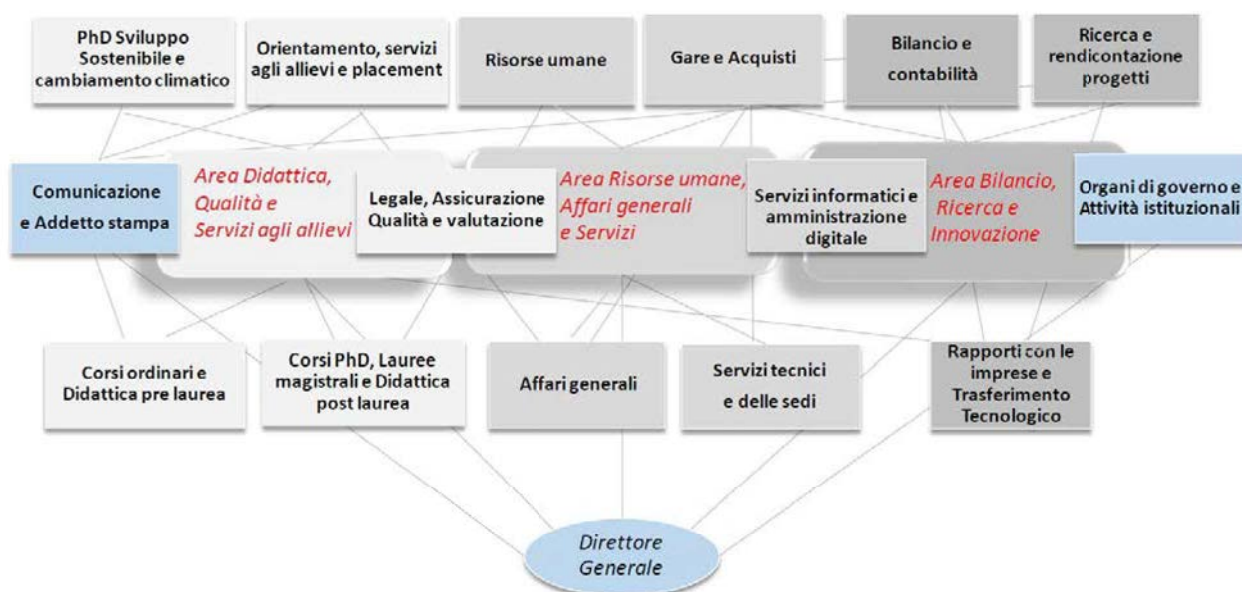 PhD Sviluppo
Sostenibile e
cambiamento climatico
Orientamento, servizi
agli allievi e placement
Risorse umane
Gare e Acquisti
Bilancio e
contabilità
Ricerca e
rendicontazione
progetti
Comunicazione
e Addetto stampa
Area Didattica,
Qualità e
Servizi agli allievi
Legale, Assicurazione
Qualità e valutazione
Area Risorse umane,
Affari generali
e Servizi
Servizi informatici e
amministrazione
digitale
Area Bilancio,
Ricerca e
Innovazione
Organi di governo e
Attività istituzionali
Corsi ordinari e
Didattica pre laurea
Corsi PhD, Lauree
magistrali e Didattica
post laurea
Affari generali
Servizi tecnici
e delle sedi
Rapporti con le
imprese e
Trasferimento
Tecnologico
Direttore
Generale